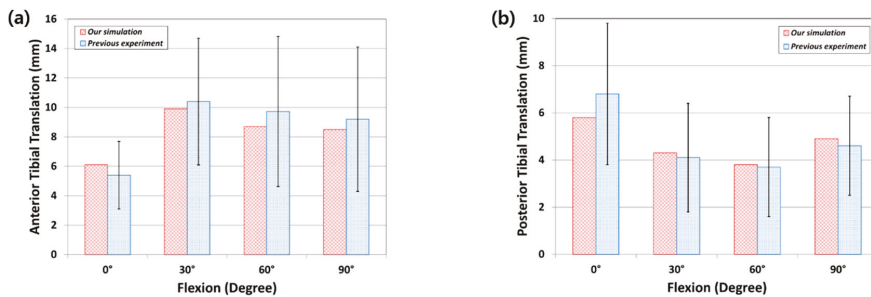 (a)
Anterior Tibial Translation (mm)
16
14
12
10
8
6
4
2
0
Our simulation
Previous experiment
0°
30°
60°
90°
Flexion (Degree)
(b)
Posterior Tibial Translation (mm)
10
8
6
4
2
0
Our simulation
Previous experiment
0°
30°
60°
90°
Flexion (Degree)